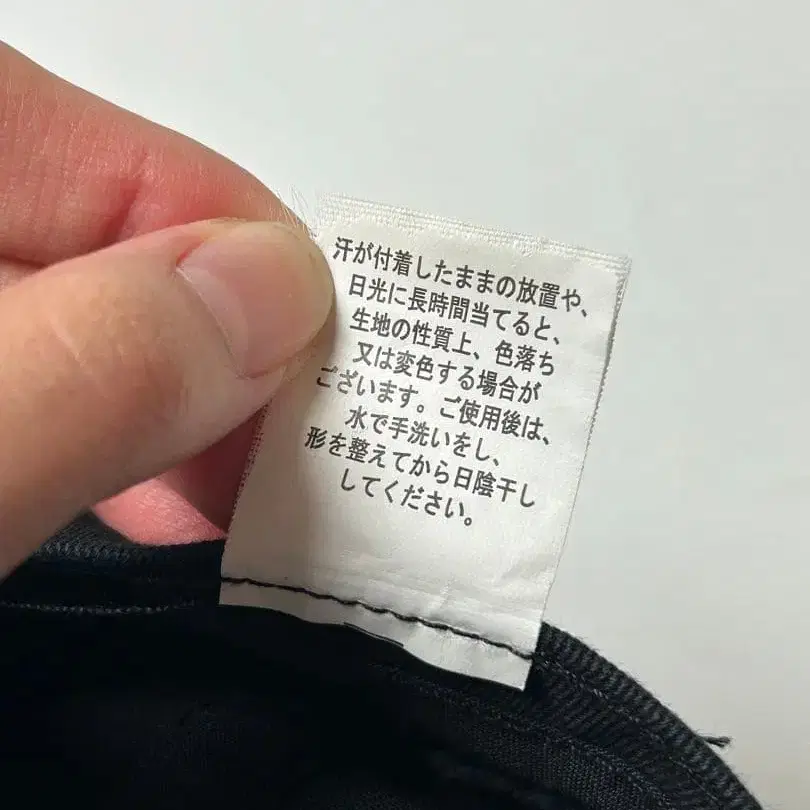 汗が付着したままの放置や、
日光に長時間当てると、
生地の性質上、色落ち
又は変色する場合が
ございます。ご使用後は、
水で手洗いをし、
形を整えてから日陰干し
してください。